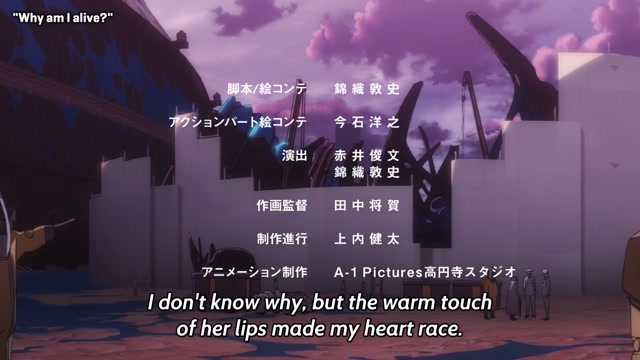 "Why am I alive?"
脚本/絵コンテ 錦織敦史
アクションパート絵コンテ 今石洋之
演出 赤井俊文
錦織敦史
作画監督 田中将賀
制作進行 上内健太
アニメーション制作 A-1 Pictures高円寺スタジオ
I don't know why, but the warm touch
of her lips made my heart race.